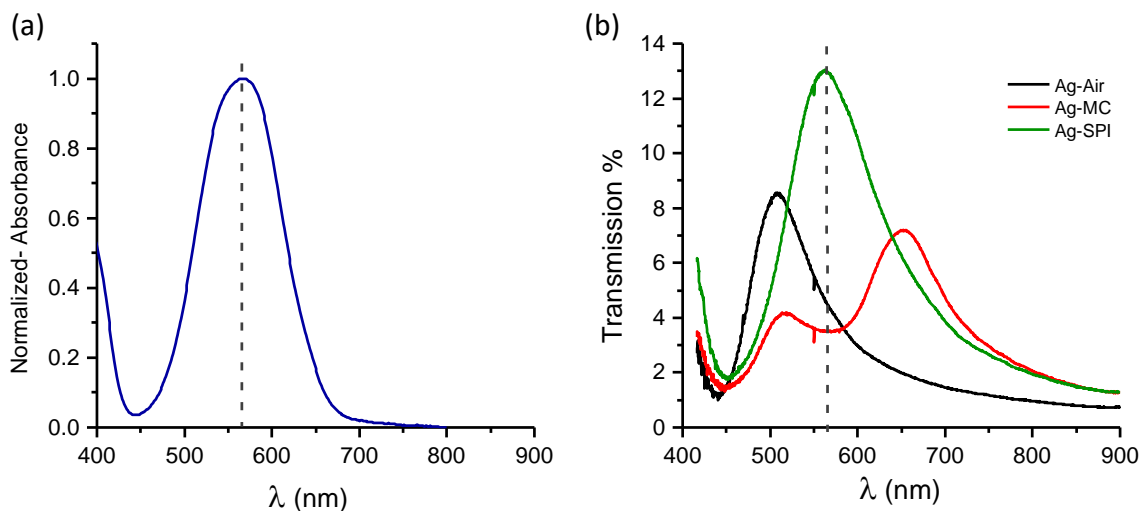 (a)
Normalized- Absorbance
1.0
0.8
0.6
0.4
0.2
0.0
400 500 600 700 800 900
λ (nm)
(b)
Transmission %
14
12
10
8
6
4
2
0
Ag-Air
Ag-MC
Ag-SPI
400 500 600 700 800 900
λ (nm)